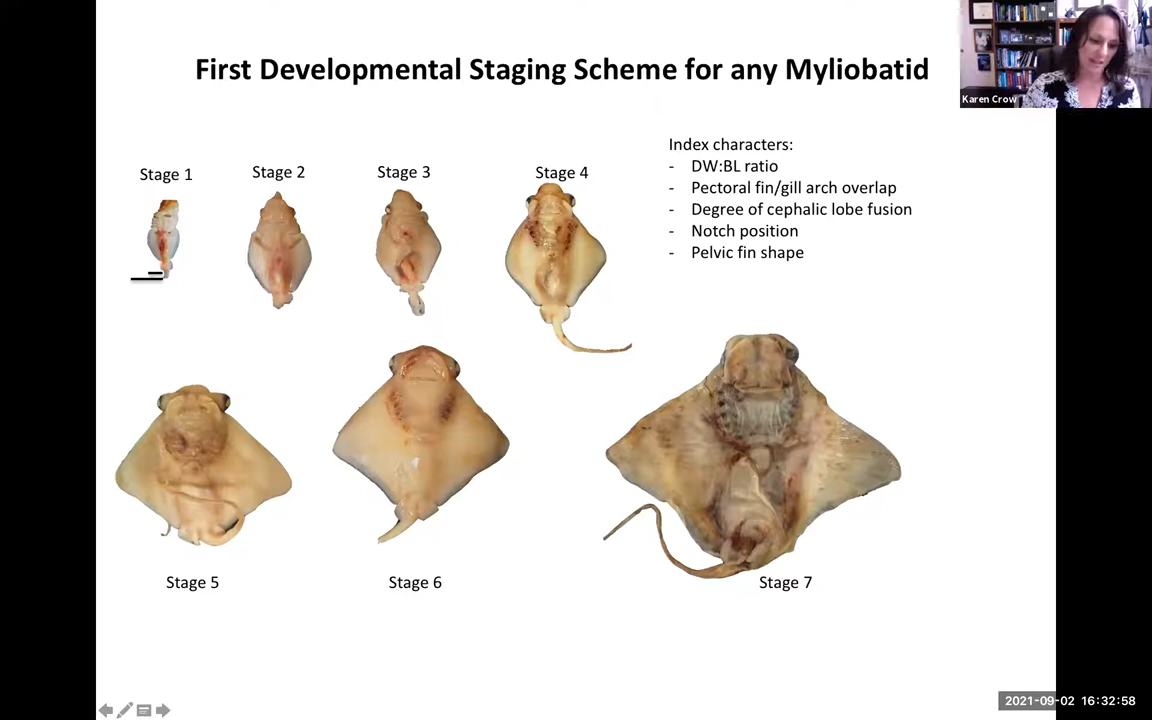 First Developmental Staging Scheme for any Myliobatid
Karen Crow
Stage 1
Stage 2
Stage 3
Stage 4
Index characters:
- DW:BL ratio
- Pectoral fin/gill arch overlap
- Degree of cephalic lobe fusion
- Notch position
- Pelvic fin shape
Stage 5
Stage 6
Stage 7
2021-09-02 16:32:58